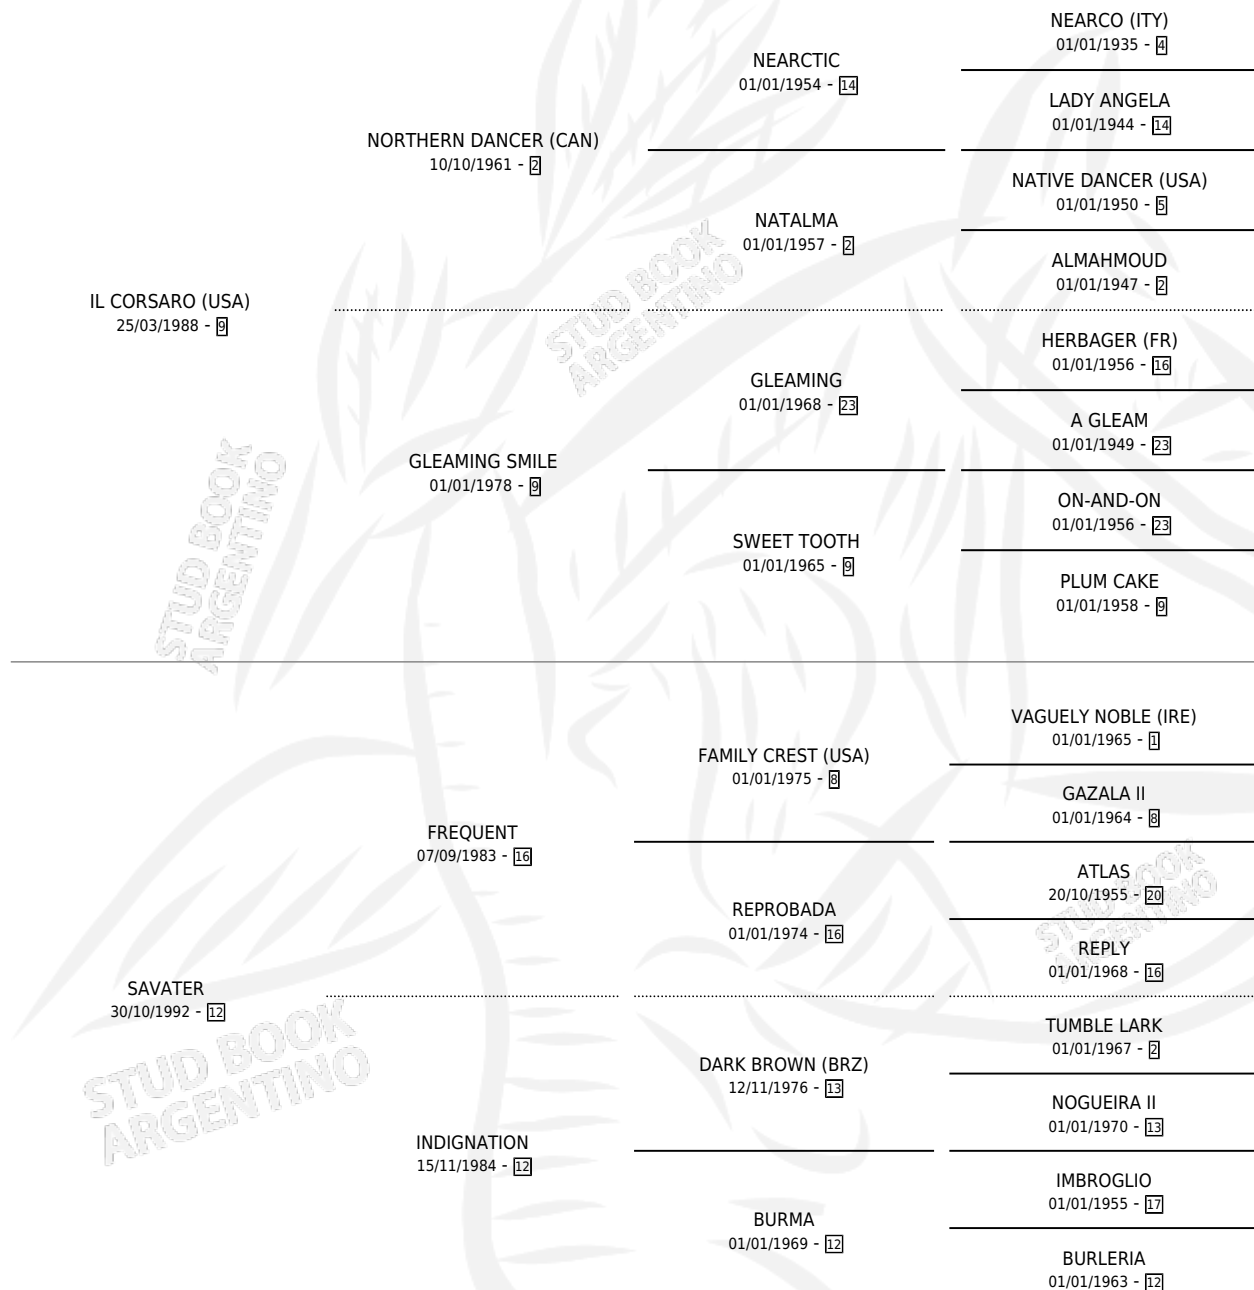 NEARCO (ITY)
01/01/1935 - 4
NEARCTIC
01/01/1954 - 14
LADY ANGELA
01/01/1944 - 14
NORTHERN DANCER (CAN)
10/10/1961 - 2
NATIVE DANCER (USA)
01/01/1950 - 5
NATALMA
01/01/1957 - 2
ALMAHMOUD
01/01/1947 - 2
IL CORSARO (USA)
25/03/1988 - 9
STUD BOOK
ARGENTINO
HERBAGER (FR)
01/01/1956 - 16
GLEAMING
01/01/1968 - 23
A GLEAM
01/01/1949 - 23
GLEAMING SMILE
01/01/1978 - 9
ON-AND-ON
01/01/1956 - 23
SWEET TOOTH
01/01/1965 - 9
PLUM CAKE
01/01/1958 - 9
STUD BOOK
ARGENTINO
VAGUELY NOBLE (IRE)
01/01/1965 - 1
FAMILY CREST (USA)
01/01/1975 - 8
GAZALA II
01/01/1964 - 8
FREQUENT
07/09/1983 - 16
ATLAS
20/10/1955 - 20
REPROBADA
01/01/1974 - 16
STUD BOOK
ARGENTINO
REPLY
01/01/1968 - 16
SAVATER
30/10/1992 - 12
TUMBLE LARK
01/01/1967 - 2
DARK BROWN (BRZ)
12/11/1976 - 13
STUD BOOK
ARGENTINO
NOGUEIRA II
01/01/1970 - 13
INDIGNATION
15/11/1984 - 12
IMBROGLIO
01/01/1955 - 17
BURMA
01/01/1969 - 12
BURLERIA
01/01/1963 - 12